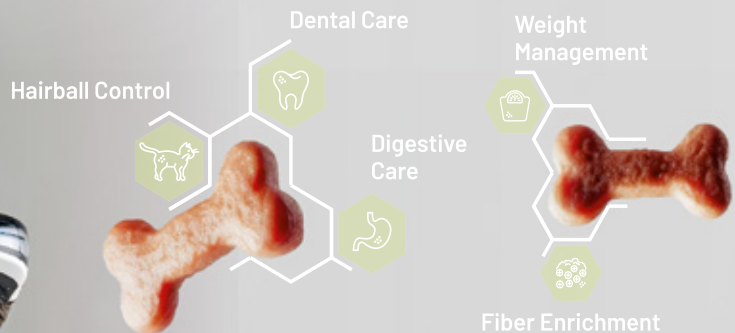 Dental Care
Weight
Management
Hairball Control
Digestive
Care
Fiber Enrichment